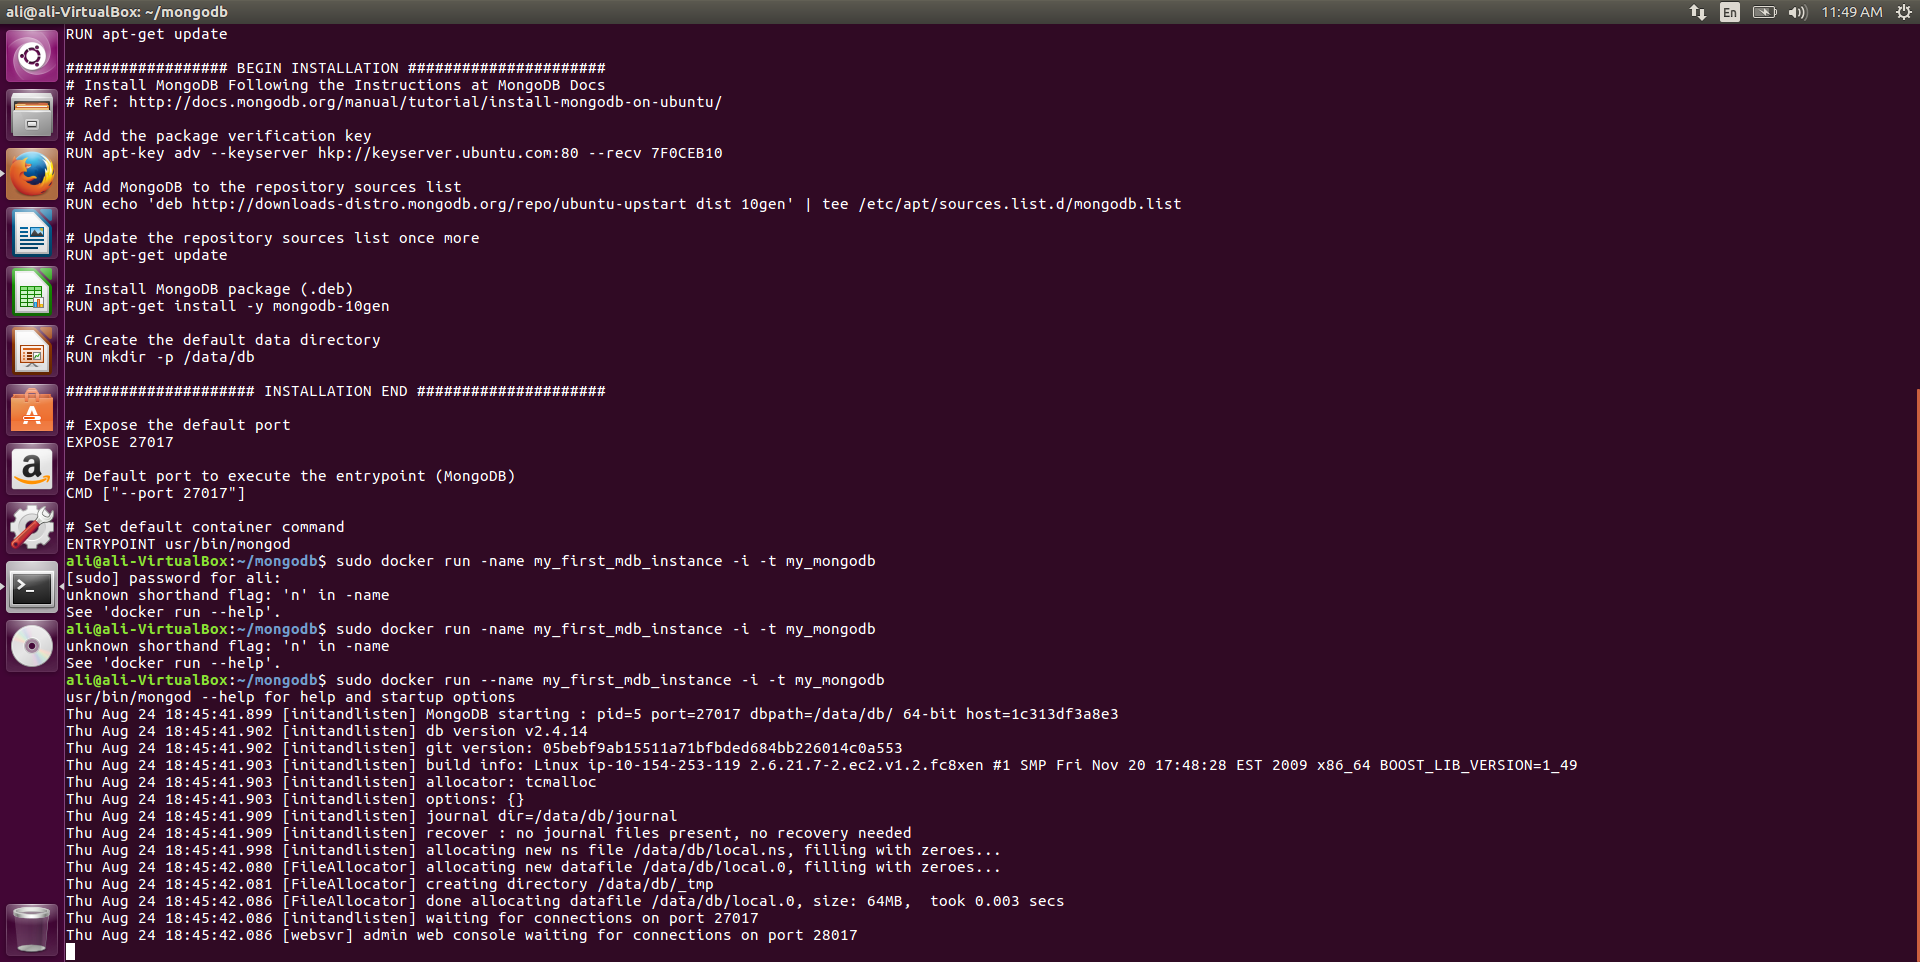 ali@ali-VirtualBox: ~/mongodb
En
11:49 AM
RUN apt-get update
################## BEGIN INSTALLATION ######################
# Install MongoDB Following the Instructions at MongoDB Docs
# Ref: http://docs.mongodb.org/manual/tutorial/install-mongodb-on-ubuntu/
# Add the package verification key
RUN apt-key adv --keyserver hkp://keyserver.ubuntu.com:80 --recv 7F0CEB10
# Add MongoDB to the repository sources list
RUN echo 'deb http://downloads-distro.mongodb.org/repo/ubuntu-upstart dist 10gen' | tee /etc/apt/sources.list.d/mongodb.list
# Update the repository sources list once more
RUN apt-get update
# Install MongoDB package (.deb)
RUN apt-get install -y mongodb-10gen
# Create the default data directory
RUN mkdir -p /data/db
##################### INSTALLATION END #####################
# Expose the default port
EXPOSE 27017
# Default port to execute the entrypoint (MongoDB)
CMD ["--port 27017"]
# Set default container command
ENTRYPOINT usr/bin/mongod
ali@ali-VirtualBox:~/mongodb$ sudo docker run -name my_first_mdb_instance -i -t my_mongodb
[sudo] password for ali:
unknown shorthand flag: 'n' in -name
See 'docker run --help'.
ali@ali-VirtualBox:~/mongodb$ sudo docker run -name my_first_mdb_instance -i -t my_mongodb
unknown shorthand flag: 'n' in -name
See 'docker run --help'.
ali@ali-VirtualBox:~/mongodb$ sudo docker run --name my_first_mdb_instance -i -t my_mongodb
usr/bin/mongod --help for help and startup options
Thu Aug 24 18:45:41.899 [initandlisten] MongoDB starting : pid=5 port=27017 dbpath=/data/db/ 64-bit host=1c313df3a8e3
Thu Aug 24 18:45:41.902 [initandlisten] db version v2.4.14
Thu Aug 24 18:45:41.902 [initandlisten] git version: 05bebf9ab15511a71bfbded684bb226014c0a553
Thu Aug 24 18:45:41.903 [initandlisten] build info: Linux ip-10-154-253-119 2.6.21.7-2.ec2.v1.2.fc8xen #1 SMP Fri Nov 20 17:48:28 EST 2009 x86_64 BOOST_LIB_VERSION=1_49
Thu Aug 24 18:45:41.903 [initandlisten] allocator: tcmalloc
Thu Aug 24 18:45:41.903 [initandlisten] options: {}
Thu Aug 24 18:45:41.909 [initandlisten] journal dir=/data/db/journal
Thu Aug 24 18:45:41.909 [initandlisten] recover : no journal files present, no recovery needed
Thu Aug 24 18:45:41.998 [initandlisten] allocating new ns file /data/db/local.ns, filling with zeroes...
Thu Aug 24 18:45:42.080 [FileAllocator] allocating new datafile /data/db/local.0, filling with zeroes...
Thu Aug 24 18:45:42.081 [FileAllocator] creating directory /data/db/_tmp
Thu Aug 24 18:45:42.086 [FileAllocator] done allocating datafile /data/db/local.0, size: 64MB,  took 0.003 secs
Thu Aug 24 18:45:42.086 [initandlisten] waiting for connections on port 27017
Thu Aug 24 18:45:42.086 [websvr] admin web console waiting for connections on port 28017